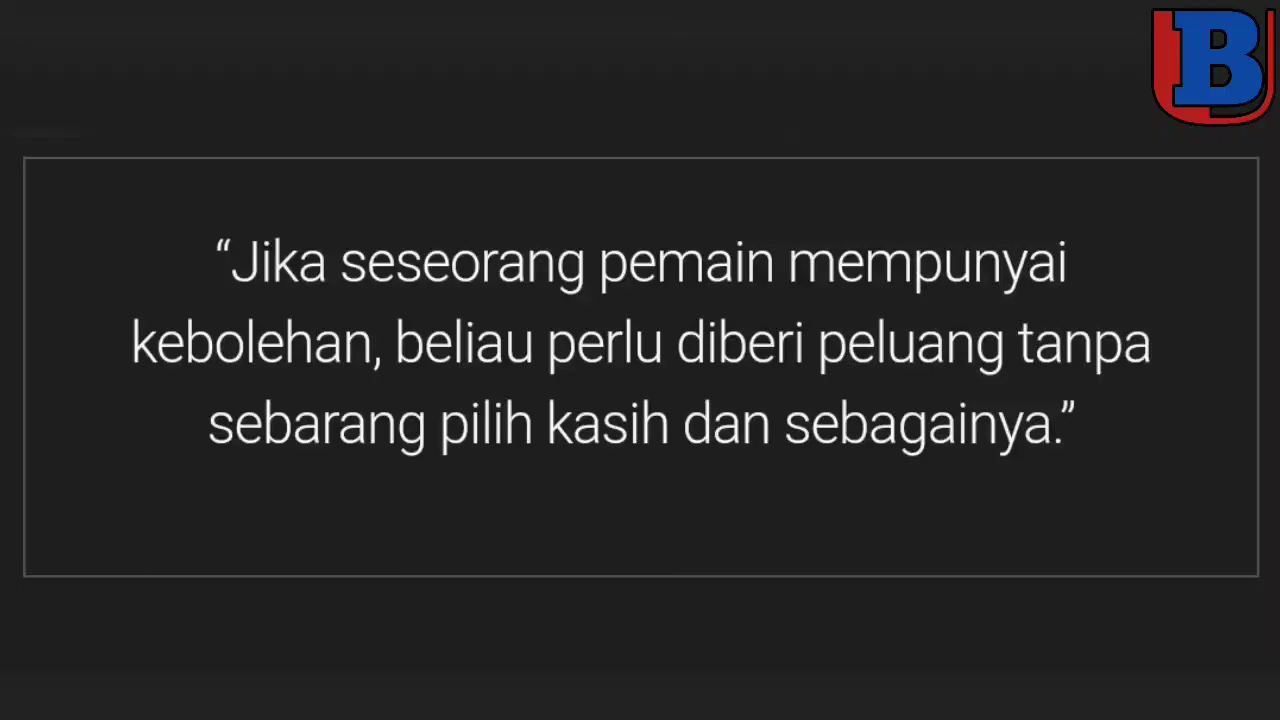 B
“Jika seseorang pemain mempunyai
kebolehan, beliau perlu diberi peluang tanpa
sebarang pilih kasih dan sebagainya.”